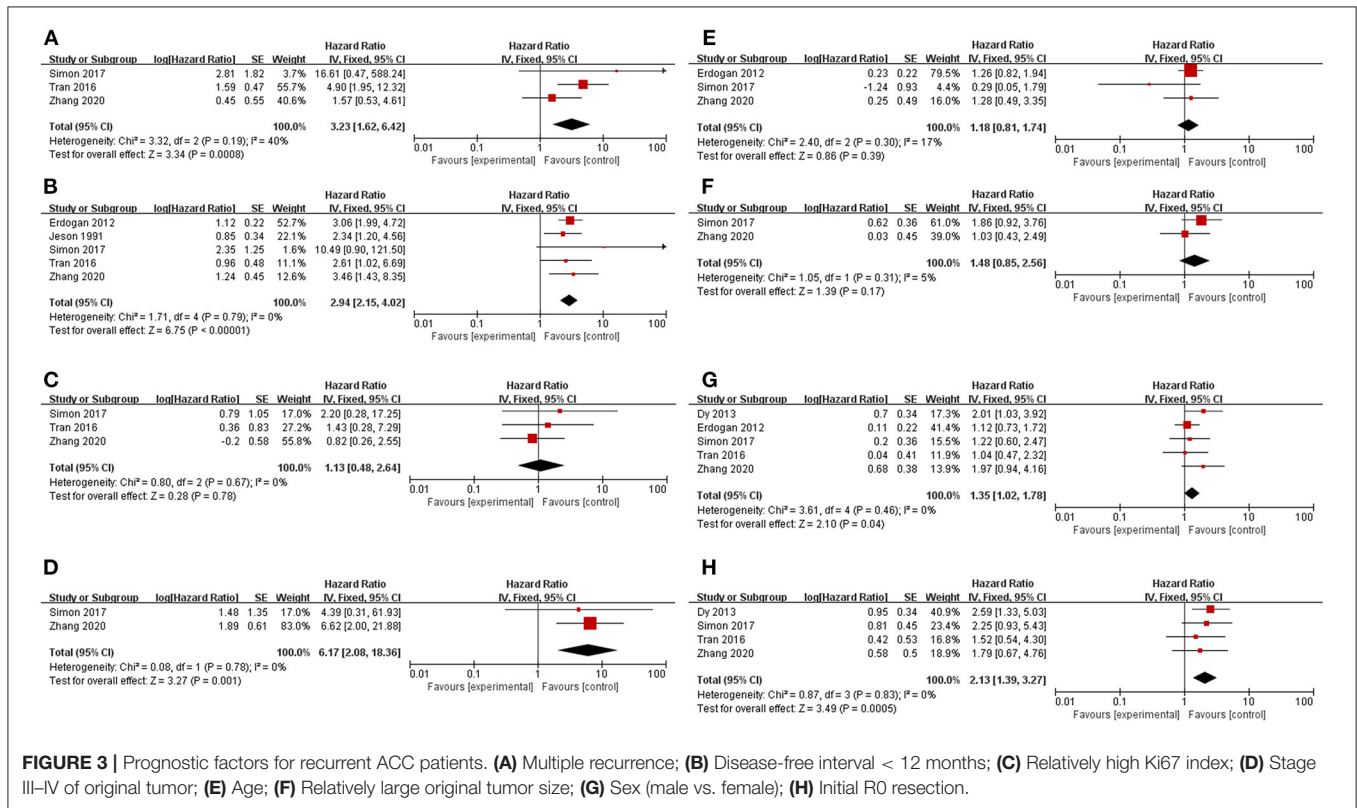 A
Hazard Ratio Hazard Ratio
Study or Subgroup log[Hazard Ratio] SE Weight IV, Fixed, 95% CI IV, Fixed, 95% CI
Simon 2017 2.81 1.82 3.7% 16.61 [0.47, 588.24]
Tran 2016 1.59 0.47 55.7% 4.90 [1.95, 12.32]
Zhang 2020 0.45 0.55 40.6% 1.57 [0.53, 4.61]
Total (95% CI) 100.0% 3.23 [1.62, 6.42]
Heterogeneity: Chi² = 3.32, df = 2 (P = 0.19); I² = 40%
Test for overall effect: Z = 3.34 (P = 0.0008)
0.01 0.1 1 10 100
Favours [experimental] Favours [control]
B
Hazard Ratio Hazard Ratio
Study or Subgroup log[Hazard Ratio] SE Weight IV, Fixed, 95% CI IV, Fixed, 95% CI
Erdogan 2012 1.12 0.22 52.7% 3.06 [1.99, 4.72]
Jeson 1991 0.85 0.34 22.1% 2.34 [1.20, 4.56]
Simon 2017 2.35 1.25 1.6% 10.49 [0.90, 121.50]
Tran 2016 0.96 0.48 11.1% 2.61 [1.02, 6.69]
Zhang 2020 1.24 0.45 12.6% 3.46 [1.43, 8.35]
Total (95% CI) 100.0% 2.94 [2.15, 4.02]
Heterogeneity: Chi² = 1.71, df = 4 (P = 0.79); I² = 0%
Test for overall effect: Z = 6.75 (P < 0.00001)
0.01 0.1 1 10 100
Favours [experimental] Favours [control]
C
Hazard Ratio Hazard Ratio
Study or Subgroup log[Hazard Ratio] SE Weight IV, Fixed, 95% CI IV, Fixed, 95% CI
Simon 2017 0.79 1.05 17.0% 2.20 [0.28, 17.25]
Tran 2016 0.36 0.83 27.2% 1.43 [0.28, 7.29]
Zhang 2020 -0.2 0.58 55.8% 0.82 [0.26, 2.55]
Total (95% CI) 100.0% 1.13 [0.48, 2.64]
Heterogeneity: Chi² = 0.80, df = 2 (P = 0.67); I² = 0%
Test for overall effect: Z = 0.28 (P = 0.78)
0.01 0.1 1 10 100
Favours [experimental] Favours [control]
D
Hazard Ratio Hazard Ratio
Study or Subgroup log[Hazard Ratio] SE Weight IV, Fixed, 95% CI IV, Fixed, 95% CI
Simon 2017 1.48 1.35 17.0% 4.39 [0.31, 61.93]
Zhang 2020 1.89 0.61 83.0% 6.62 [2.00, 21.88]
Total (95% CI) 100.0% 6.17 [2.08, 18.36]
Heterogeneity: Chi² = 0.08, df = 1 (P = 0.78); I² = 0%
Test for overall effect: Z = 3.27 (P = 0.001)
0.01 0.1 1 10 100
Favours [experimental] Favours [control]
E
Hazard Ratio Hazard Ratio
Study or Subgroup log[Hazard Ratio] SE Weight IV, Fixed, 95% CI IV, Fixed, 95% CI
Erdogan 2012 0.23 0.22 79.5% 1.26 [0.82, 1.94]
Simon 2017 -1.24 0.93 4.4% 0.29 [0.05, 1.79]
Zhang 2020 0.25 0.49 16.0% 1.28 [0.49, 3.35]
Total (95% CI) 100.0% 1.18 [0.81, 1.74]
Heterogeneity: Chi² = 2.40, df = 2 (P = 0.30); I² = 17%
Test for overall effect: Z = 0.86 (P = 0.39)
0.01 0.1 1 10 100
Favours [experimental] Favours [control]
F
Hazard Ratio Hazard Ratio
Study or Subgroup log[Hazard Ratio] SE Weight IV, Fixed, 95% CI IV, Fixed, 95% CI
Simon 2017 0.62 0.36 61.0% 1.86 [0.92, 3.76]
Zhang 2020 0.03 0.45 39.0% 1.03 [0.43, 2.49]
Total (95% CI) 100.0% 1.48 [0.85, 2.56]
Heterogeneity: Chi² = 1.05, df = 1 (P = 0.31); I² = 5%
Test for overall effect: Z = 1.39 (P = 0.17)
0.01 0.1 1 10 100
Favours [experimental] Favours [control]
G
Hazard Ratio Hazard Ratio
Study or Subgroup log[Hazard Ratio] SE Weight IV, Fixed, 95% CI IV, Fixed, 95% CI
Dy 2013 0.7 0.34 17.3% 2.01 [1.03, 3.92]
Erdogan 2012 0.11 0.22 41.4% 1.12 [0.73, 1.72]
Simon 2017 0.2 0.36 15.5% 1.22 [0.60, 2.47]
Tran 2016 0.04 0.41 11.9% 1.04 [0.47, 2.32]
Zhang 2020 0.68 0.38 13.9% 1.97 [0.94, 4.16]
Total (95% CI) 100.0% 1.35 [1.02, 1.78]
Heterogeneity: Chi² = 3.61, df = 4 (P = 0.46); I² = 0%
Test for overall effect: Z = 2.10 (P = 0.04)
0.01 0.1 1 10 100
Favours [experimental] Favours [control]
H
Hazard Ratio Hazard Ratio
Study or Subgroup log[Hazard Ratio] SE Weight IV, Fixed, 95% CI IV, Fixed, 95% CI
Dy 2013 0.95 0.34 40.9% 2.59 [1.33, 5.03]
Simon 2017 0.81 0.45 23.4% 2.25 [0.93, 5.43]
Tran 2016 0.42 0.53 16.8% 1.52 [0.54, 4.30]
Zhang 2020 0.58 0.5 18.9% 1.79 [0.67, 4.76]
Total (95% CI) 100.0% 2.13 [1.39, 3.27]
Heterogeneity: Chi² = 0.87, df = 3 (P = 0.83); I² = 0%
Test for overall effect: Z = 3.49 (P = 0.0005)
0.01 0.1 1 10 100
Favours [experimental] Favours [control]
FIGURE 3 | Prognostic factors for recurrent ACC patients. (A) Multiple recurrence; (B) Disease-free interval < 12 months; (C) Relatively high Ki67 index; (D) Stage
III–IV of original tumor; (E) Age; (F) Relatively large original tumor size; (G) Sex (male vs. female); (H) Initial R0 resection.